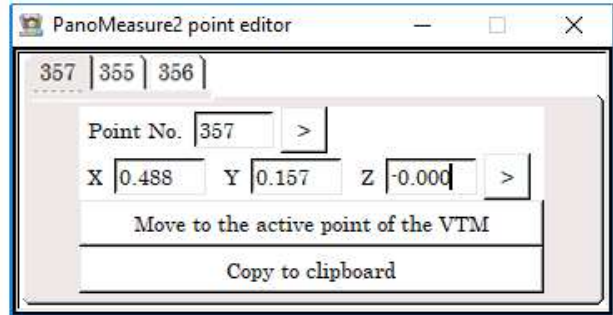 PanoMeasure2 point editor
357 355 356
Point No. 357 >
X 0.488 Y 0.157 Z -0.000 >
Move to the active point of the VTM
Copy to clipboard